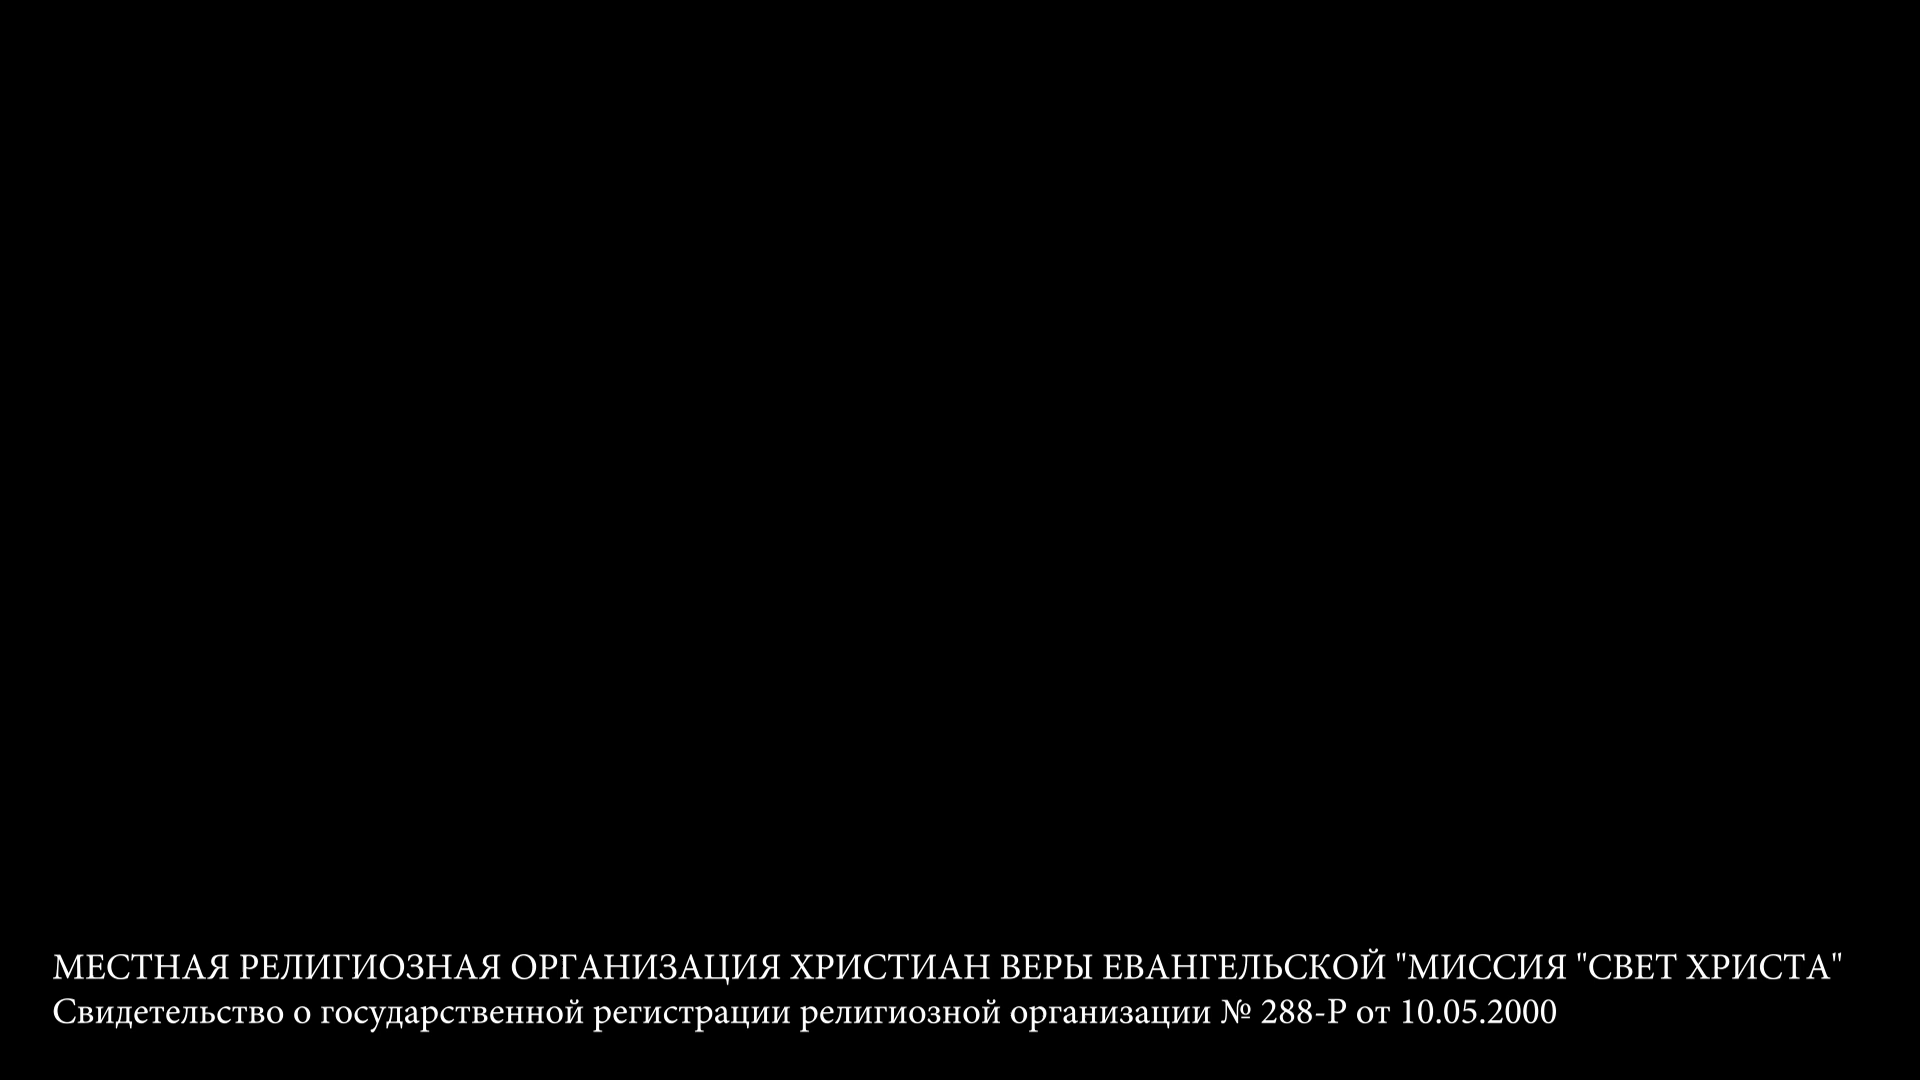 МЕСТНАЯ РЕЛИГИОЗНАЯ ОРГАНИЗАЦИЯ ХРИСТИАН ВЕРЫ ЕВАНГЕЛЬСКОЙ "МИССИЯ "СВЕТ ХРИСТА"
Свидетельство о государственной регистрации религиозной организации № 288-Р от 10.05.2000